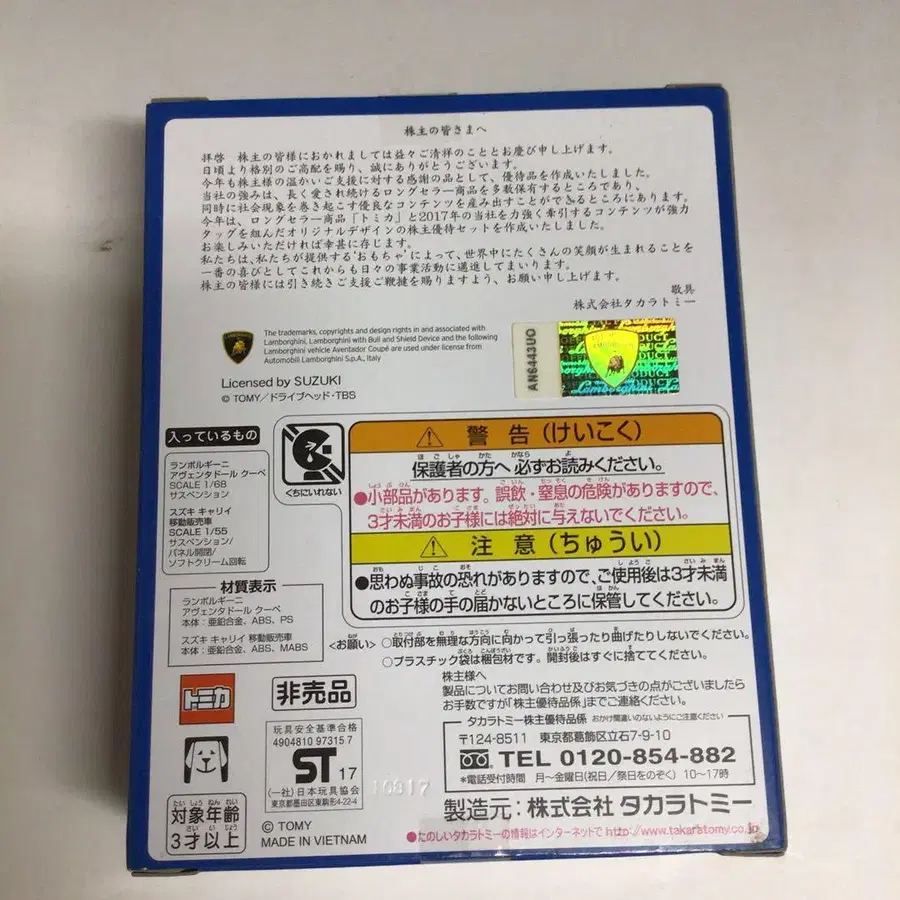 株主の皆さまへ
拝啓 株主の皆様におかれましては益々ご清祥のこととお慶び申し上げます。
日頃より格別のご高配を賜り、誠にありがとうございます。
今年も株主様の温かいご支援に対する感謝の品として、優待品を作成いたしました。
当社の強みは、長く愛され続けるロングセラー商品を多数保有するところであり、
同時に社会現象を巻き起こす優良なコンテンツを産み出すことができるところにあります。
今年は、ロングセラー商品「トミカ」と2017年の当社を力強く牽引するコンテンツが強力
タッグを組んだオリジナルデザインの株主優待セットを作成いたしました。
お楽しみいただければ幸甚に存じます。
私たちは、私たちが提供する"おもちゃ"によって、世界中にたくさんの笑顔が生まれることを
一番の喜びとしてこれからも日々の事業活動に邁進してまいります。
株主の皆様には引き続きご支援ご鞭撻を賜りますよう、お願い申し上げます。
敬具
株式会社タカラトミー
The trademarks, copyrights and design rights in and associated with
Lamborghini, Lamborghini with Bull and Shield Device and the following
Lamborghini vehicle Aventador Coupé are used under license from
Automobili Lamborghini S.p.A., Italy
AN6443UO
Licensed by SUZUKI
© TOMY/ドライブヘッド・TBS
入っているもの
ランボルギーニ
アヴェンタドール クーペ
SCALE 1/68
サスペンション
スズキ キャリイ
移動販売車
SCALE 1/55
サスペンション/
パネル開閉/
ソフトクリーム回転
くちにいれない
警告(けいこく)
保護者の方へ 必ずお読みください。
●小部品があります。誤飲・窒息の危険がありますので、
3才未満のお子様には絶対に与えないでください。
注意(ちゅうい)
●思わぬ事故の恐れがありますので、ご使用後は3才未満
のお子様の手の届かないところに保管してください。
材質表示
ランボルギーニ
アヴェンタドール クーペ
本体:亜鉛合金、ABS、PS
スズキ キャリイ 移動販売車
本体:亜鉛合金、ABS、MABS
<お願い>○取付部を無理な方向に向かって引っ張ったり曲げたりしないでください。
○プラスチック袋は梱包材です。開封後はすぐに捨ててください。
トミカ
非売品
株主様へ
製品についてお問い合わせ及びお気づきの点がございましたら
お手数ですが「株主優待品係」までご連絡ください。
タカラトミー株主優待品係 おかけ間違いのないようにご注意ください
〒124-8511 東京都葛飾区立石7-9-10
TEL 0120-854-882
*電話受付時間 月〜金曜日(祝日/祭日をのぞく) 10〜17時
玩具安全基準合格
4904810 97315 7
ST 17
(一社)日本玩具協会
東京都墨田区東駒形4-22-4
対象年齢
3才以上
© TOMY
MADE IN VIETNAM
製造元:株式会社 タカラトミー
●たのしいタカラトミーの情報はインターネットで http://www.takaratomy.co.jp